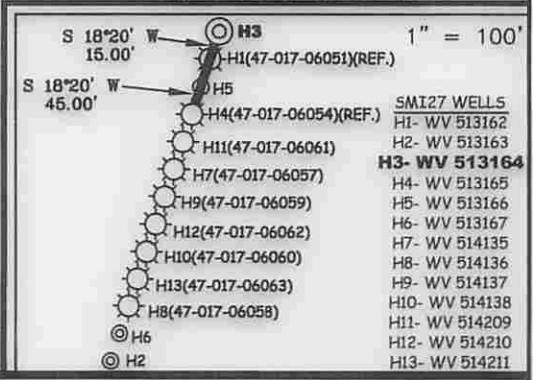 H3
S 18°20' W
15.00'
1" = 100'
H1(47-017-06051)(REF.)
S 18°20' W
45.00'
H5
H4(47-017-06054)(REF.)
H11(47-017-06061)
H7(47-017-06057)
H9(47-017-06059)
H12(47-017-06062)
H10(47-017-06060)
H13(47-017-06063)
H8(47-017-06058)
H6
H2
SMI27 WELLS
H1- WV 513162
H2- WV 513163
H3- WV 513164
H4- WV 513165
H5- WV 513166
H6- WV 513167
H7- WV 514135
H8- WV 514136
H9- WV 514137
H10- WV 514138
H11- WV 514209
H12- WV 514210
H13- WV 514211